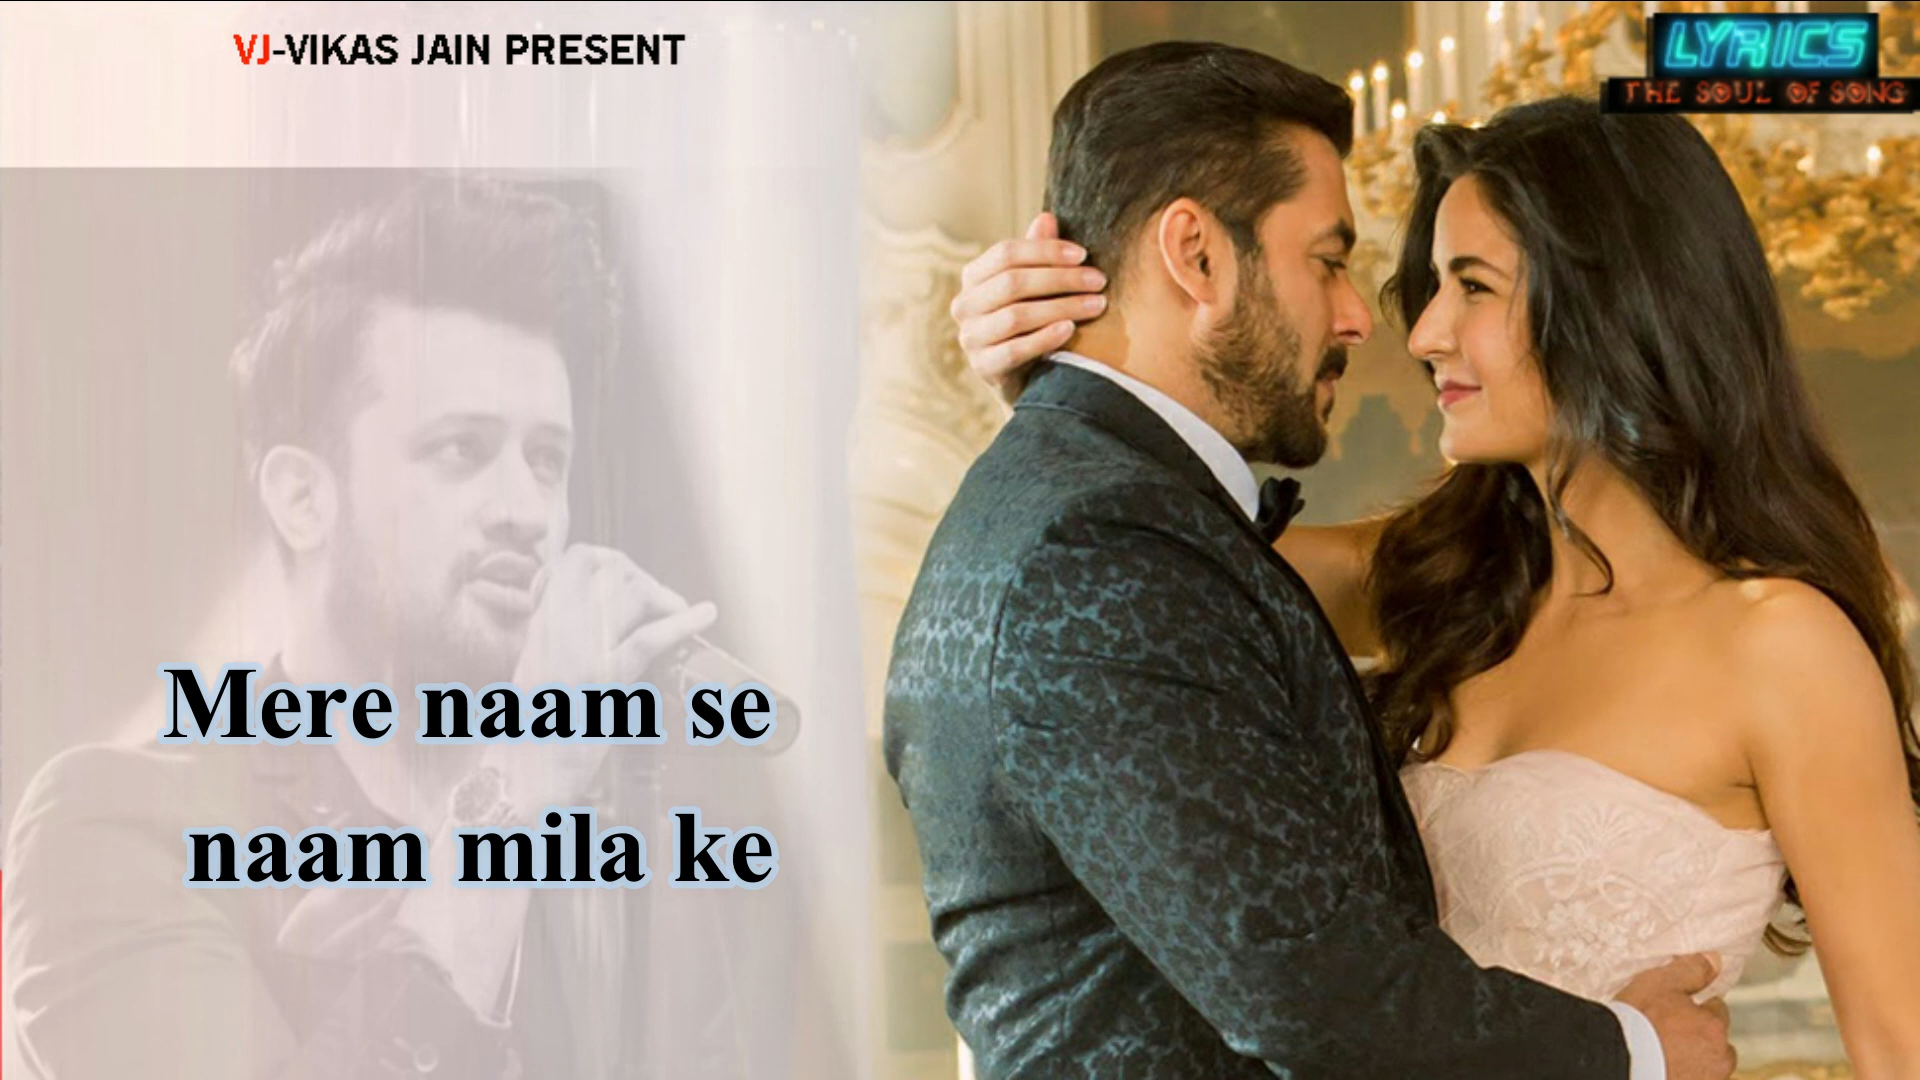 VJ-VIKAS JAIN PRESENT
LYRICS
THE SOUL OF SONG
Mere naam se
naam mila ke